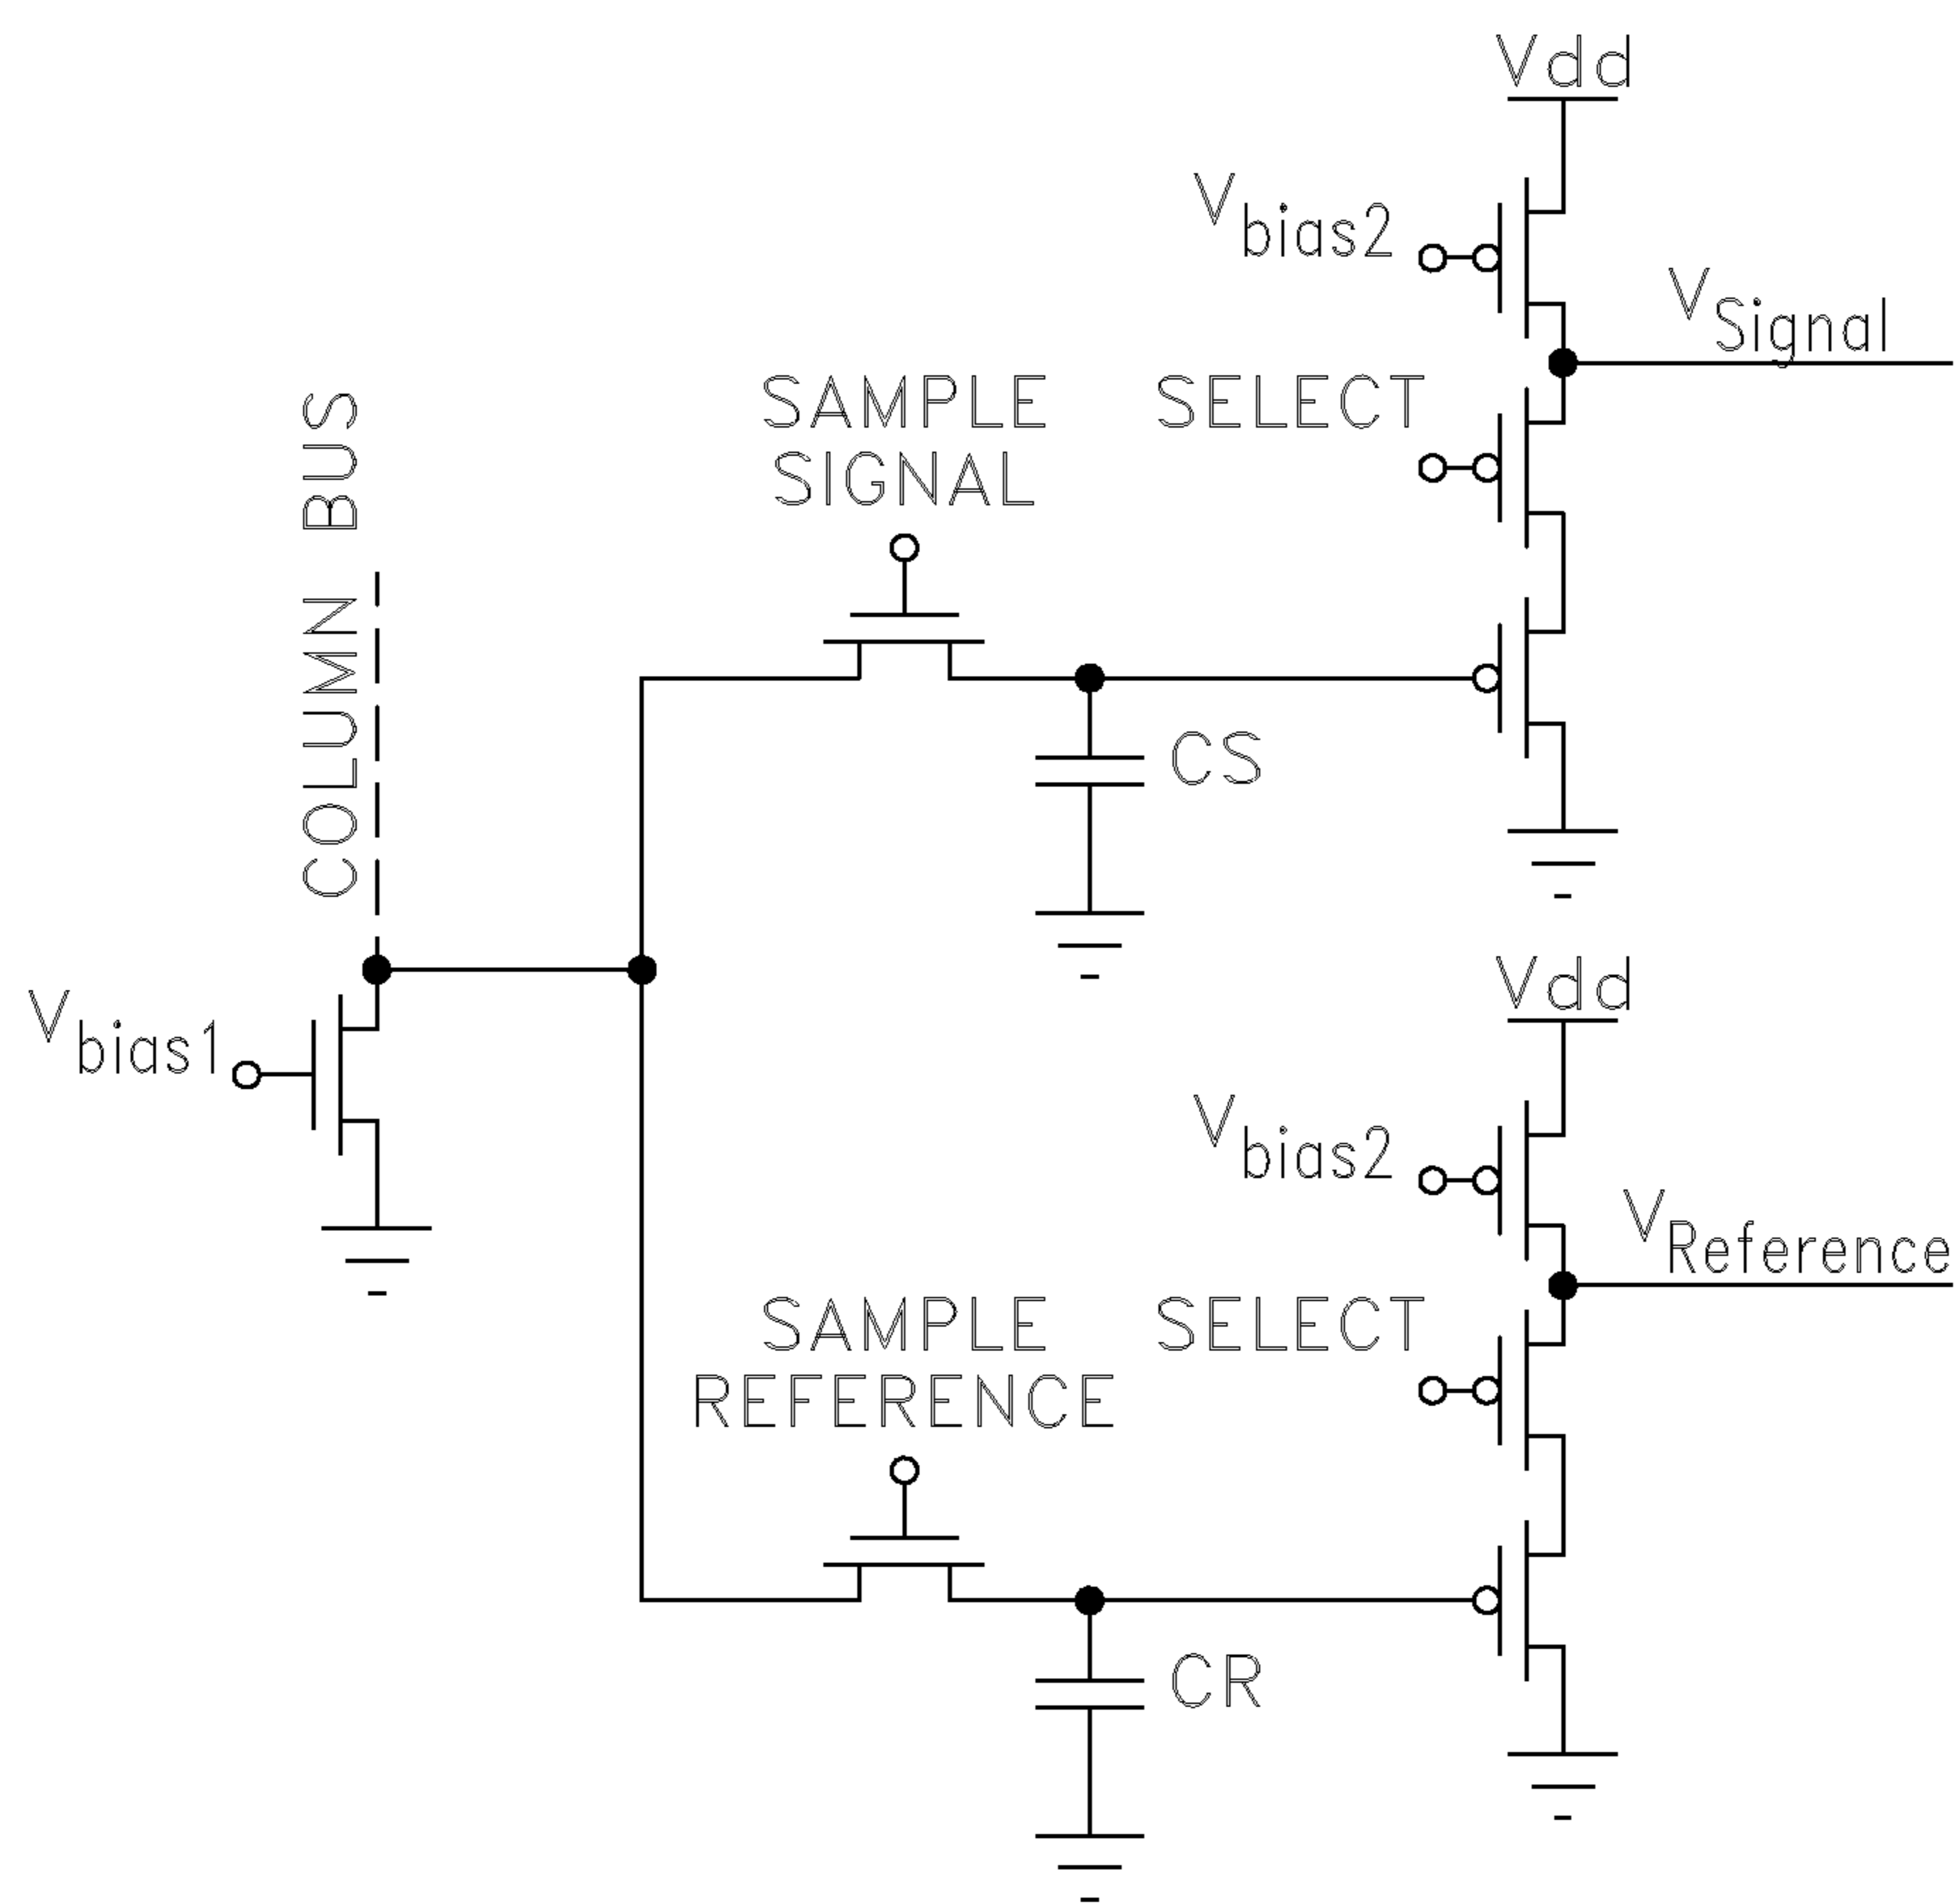 Vdd
Vbias2
VSignal
SAMPLE
SIGNAL
SELECT
COLUMN BUS
CS
Vbias1
Vdd
Vbias2
VReference
SAMPLE
REFERENCE
SELECT
CR